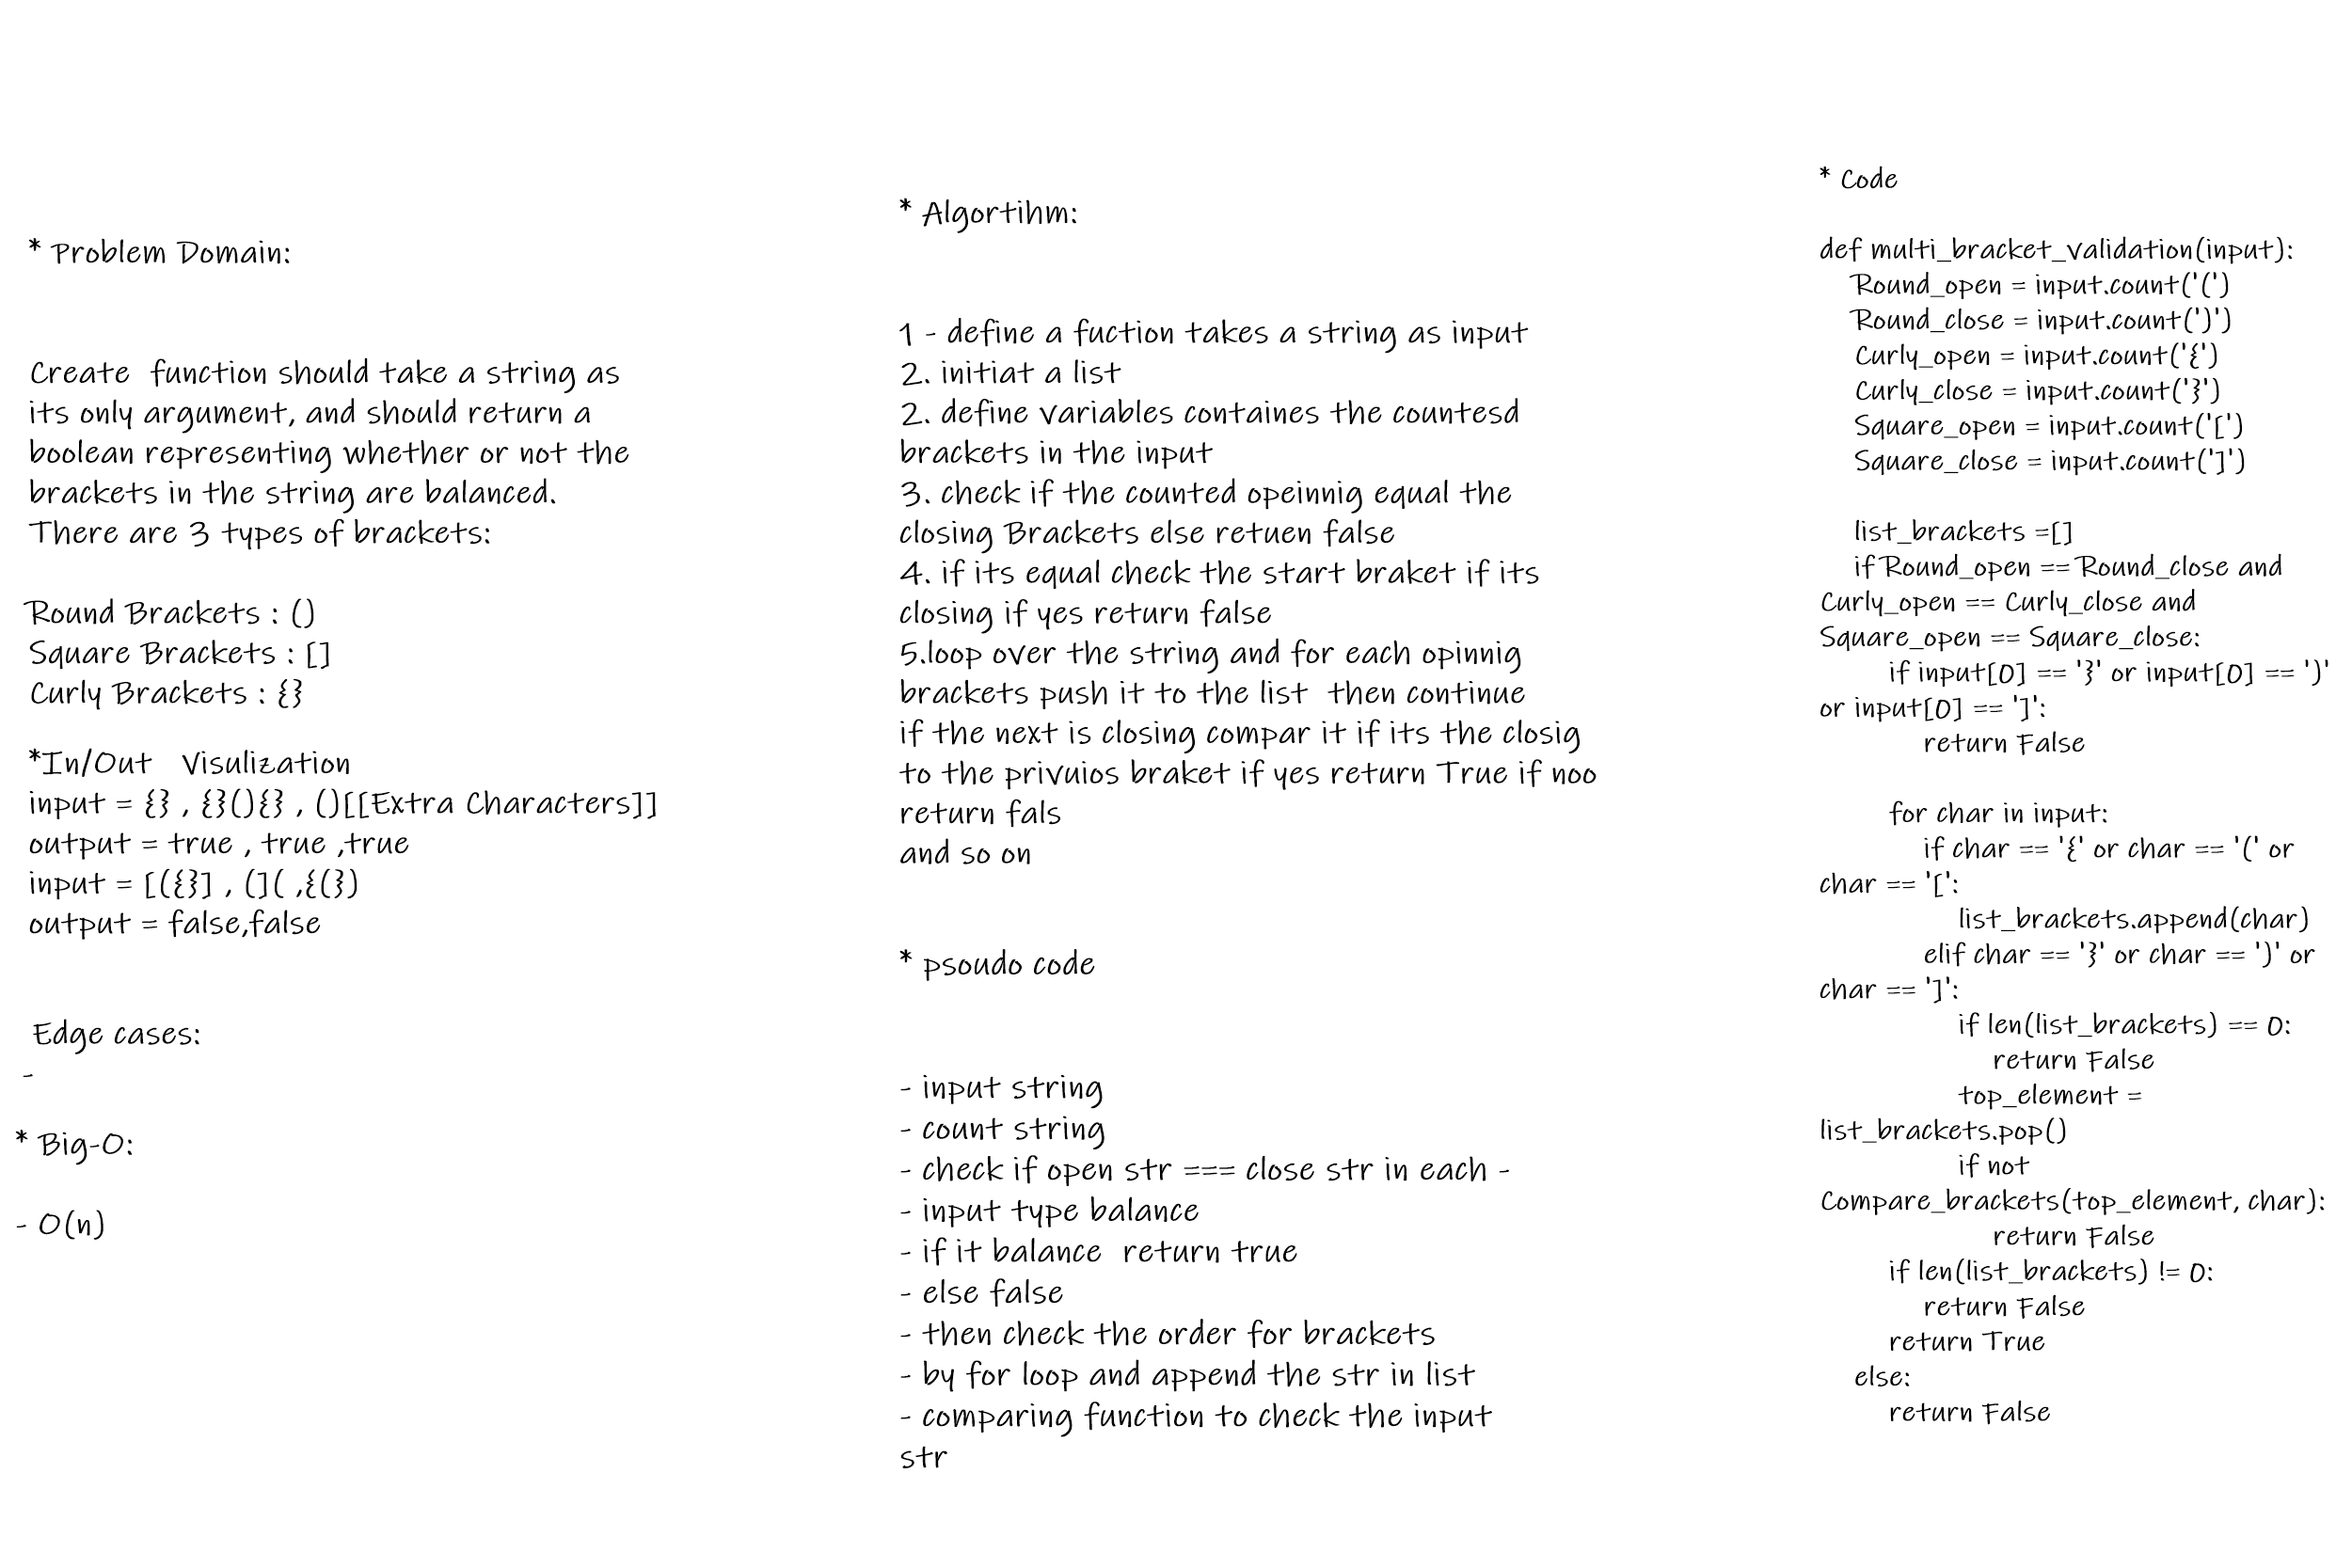 * Problem Domain:
Create  function should take a string as
its only argument, and should return a
boolean representing whether or not the
brackets in the string are balanced.
There are 3 types of brackets:
Round Brackets : ()
Square Brackets : []
Curly Brackets : {}
*In/Out   Visulization
input = {} , {}(){} , ()[[Extra Characters]]
output = true , true ,true
input = [({}] , (]( ,{(})
output = false,false
Edge cases:
-
* Big-O:
- O(n)
* Algortihm:
1 - define a fuction takes a string as input
2. initiat a list
2. define variables containes the countesd
brackets in the input
3. check if the counted opeinnig equal the
closing Brackets else retuen false
4. if its equal check the start braket if its
closing if yes return false
5.loop over the string and for each opinnig
brackets push it to the list  then continue
if the next is closing compar it if its the closig
to the privuios braket if yes return True if noo
return fals
and so on
* psoudo code
- input string
- count string
- check if open str === close str in each -
- input type balance
- if it balance  return true
- else false
- then check the order for brackets
- by for loop and append the str in list
- comparing function to check the input
str
* Code
def multi_bracket_validation(input):
    Round_open = input.count('(')
    Round_close = input.count(')')
    Curly_open = input.count('{')
    Curly_close = input.count('}')
    Square_open = input.count('[')
    Square_close = input.count(']')
    list_brackets =[]
    if Round_open == Round_close and
Curly_open == Curly_close and
Square_open == Square_close:
        if input[0] == '}' or input[0] == ')'
or input[0] == ']':
            return False
        for char in input:
            if char == '{' or char == '(' or
char == '[':
                list_brackets.append(char)
            elif char == '}' or char == ')' or
char == ']':
                if len(list_brackets) == 0:
                    return False
                top_element =
list_brackets.pop()
                if not
Compare_brackets(top_element, char):
                    return False
        if len(list_brackets) != 0:
            return False
        return True
    else:
        return False